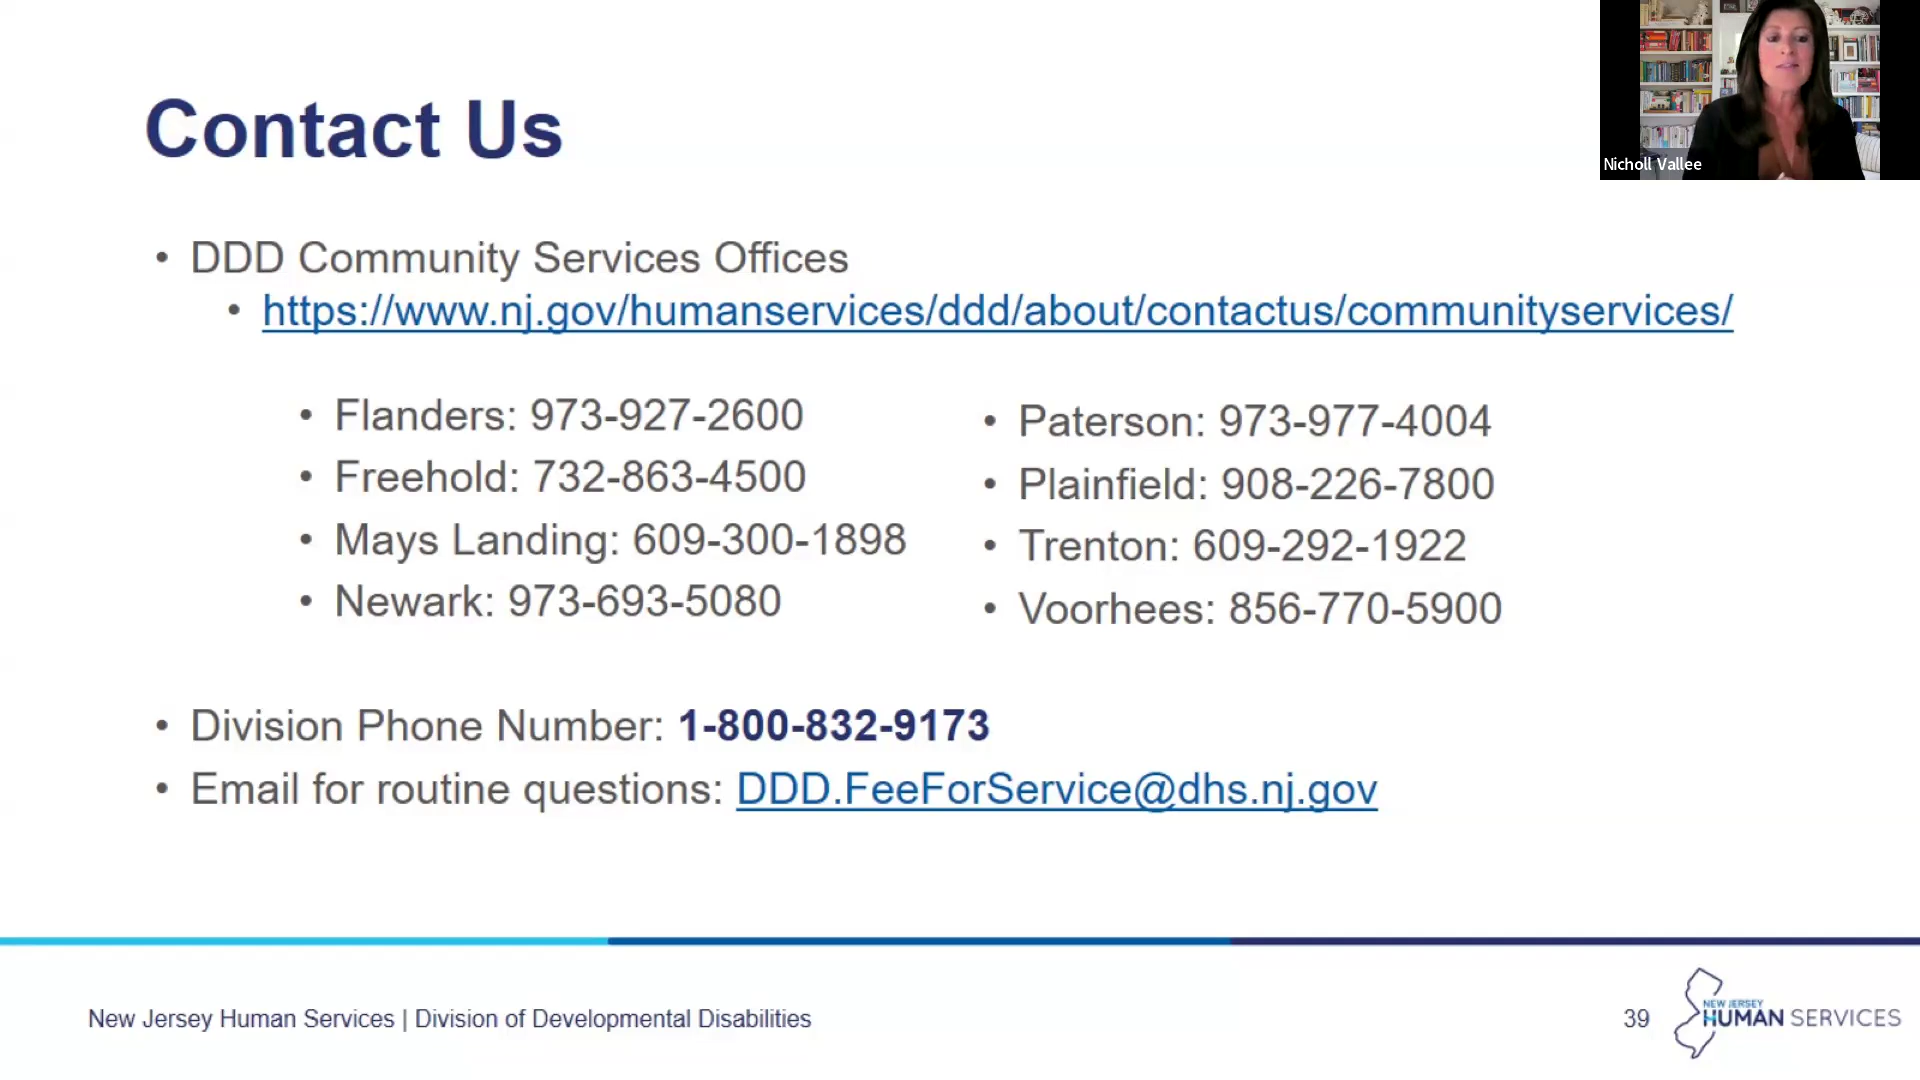 Contact Us
Nicholl Vallee
• DDD Community Services Offices
• https://www.nj.gov/humanservices/ddd/about/contactus/communityservices/
• Flanders: 973-927-2600
• Freehold: 732-863-4500
• Mays Landing: 609-300-1898
• Newark: 973-693-5080
• Paterson: 973-977-4004
• Plainfield: 908-226-7800
• Trenton: 609-292-1922
• Voorhees: 856-770-5900
• Division Phone Number: 1-800-832-9173
• Email for routine questions: DDD.FeeForService@dhs.nj.gov
New Jersey Human Services | Division of Developmental Disabilities
39
NEW JERSEY
HUMAN SERVICES